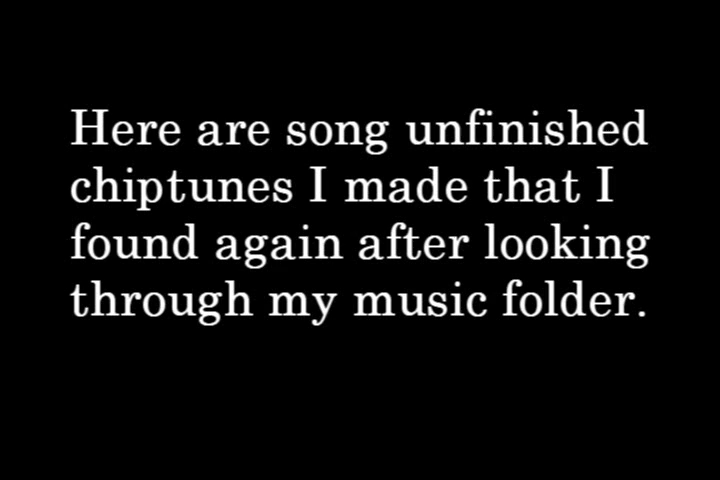 Here are song unfinished
chiptunes I made that I
found again after looking
through my music folder.